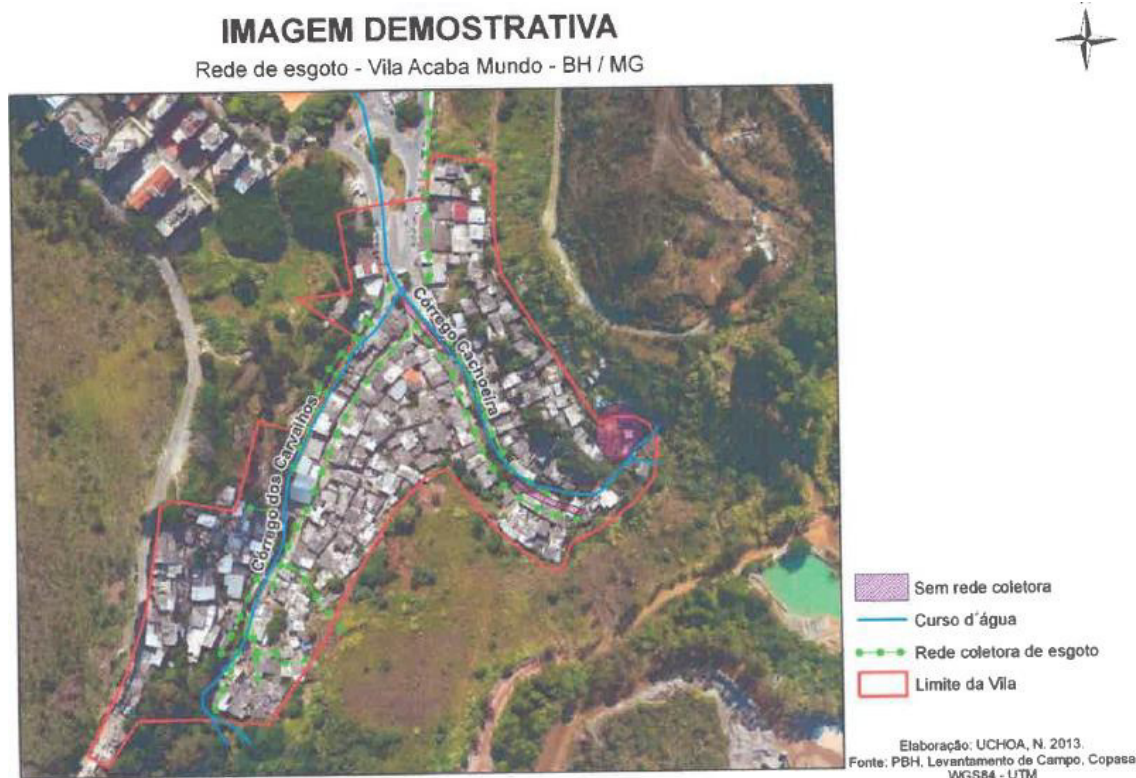 IMAGEM DEMOSTRATIVA
Rede de esgoto - Vila Acaba Mundo - BH / MG
Córrego Cachoeira
Córrego dos Carvalhos
Sem rede coletora
Curso d´água
Rede coletora de esgoto
Limite da Vila
Elaboração: UCHOA, N. 2013.
Fonte: PBH, Levantamento de Campo, Copasa
WGS84 - UTM